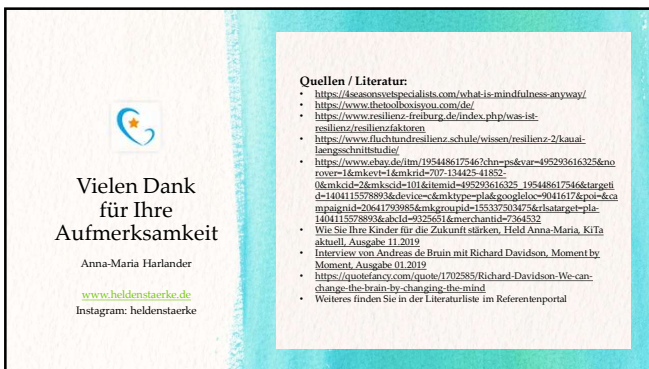 Vielen Dank
für Ihre
Aufmerksamkeit
Anna-Maria Harlander
www.heldenstaerke.de
Instagram: heldenstaerke
Quellen / Literatur:
• https://4seasonsvetspecialists.com/what-is-mindfulness-anyway/
• https://www.thetoolboxisyou.com/de/
• https://www.resilienz-freiburg.de/index.php/was-ist-
resilienz/resilienzfaktoren
• https://www.fluchtundresilienz.schule/wissen/resilienz-2/kauai-
laengsschnittstudie/
• https://www.ebay.de/itm/195448617546?chn=ps&var=495293616325&no
rover=1&mkevt=1&mkrid=707-134425-41852-
0&mkcid=2&mkscid=101&itemid=495293616325_195448617546&targeti
d=1404115578893&device=c&mktype=pla&googleloc=9041617&poi=&ca
mpaignid=20641793985&mkgroupid=155337503475&rlsatarget=pla-
1404115578893&abcId=9325651&merchantid=7364532
• Wie Sie Ihre Kinder für die Zukunft stärken, Held Anna-Maria, KiTa
aktuell, Ausgabe 11.2019
• Interview von Andreas de Bruin mit Richard Davidson, Moment by
Moment, Ausgabe 01.2019
• https://quotefancy.com/quote/1702585/Richard-Davidson-We-can-
change-the-brain-by-changing-the-mind
• Weiteres finden Sie in der Literaturliste im Referentenportal